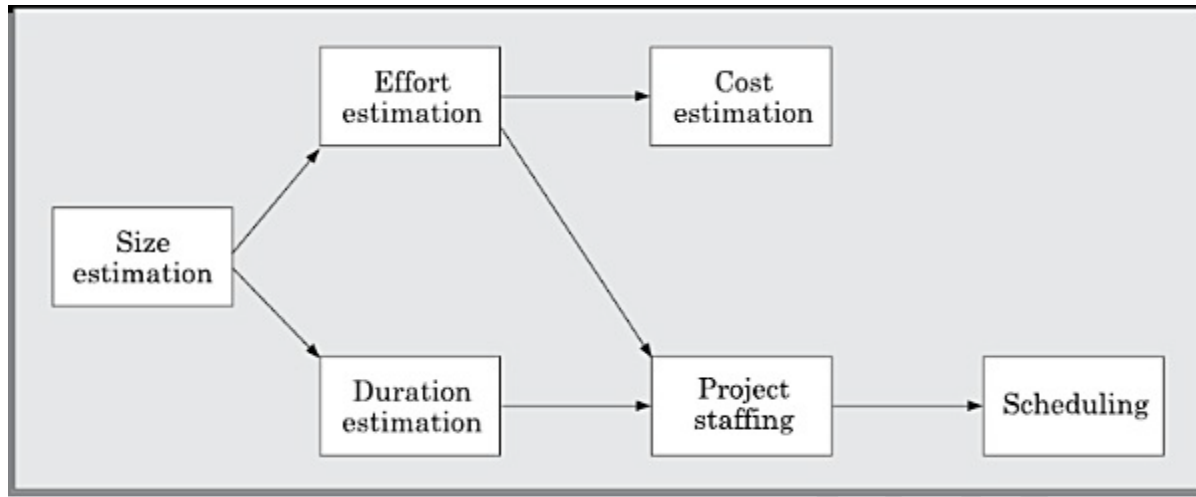 Effort
estimation
Cost
estimation
Size
estimation
Duration
estimation
Project
staffing
Scheduling